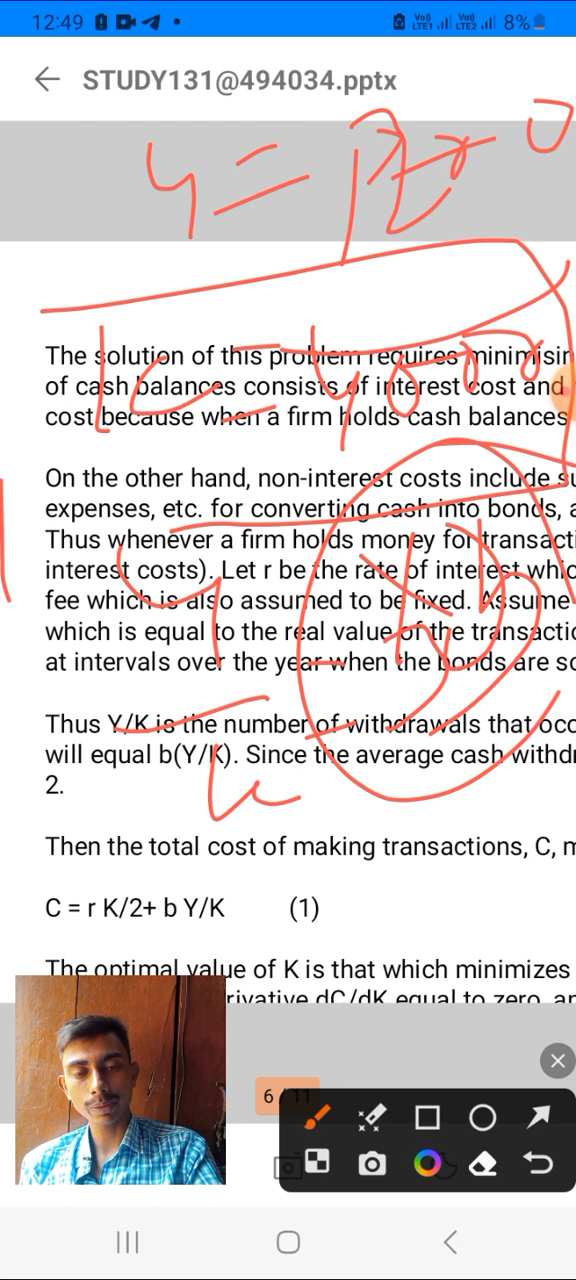 12:49 8%
Vo)) LTE1 Vo)) LTE2
STUDY131@494034.pptx
The solution of this problem requires minimisin
of cash balances consists of interest cost and
cost because when a firm holds cash balances
On the other hand, non-interest costs include su
expenses, etc. for converting cash into bonds, a
Thus whenever a firm holds money for transacti
interest costs). Let r be the rate of interest whic
fee which is also assumed to be fixed. Assume
which is equal to the real value of the transactio
at intervals over the year when the bonds are so
Thus Y/K is the number of withdrawals that occ
will equal b(Y/K). Since the average cash withdr
2.
Then the total cost of making transactions, C, m
C = r K/2+ b Y/K (1)
The optimal value of K is that which minimizes
rivative dC/dK equal to zero, an
6 / 11